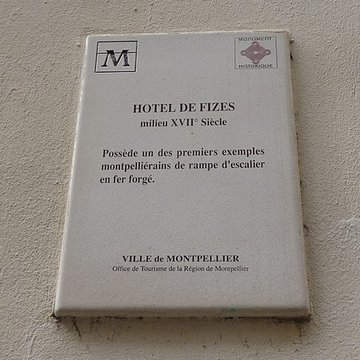 M
MONUMENT
HISTORIQUE
HOTEL DE FIZES
milieu XVII° Siècle
Possède un des premiers exemples
montpelliérains de rampe d'escalier
en fer forgé.
VILLE de MONTPELLIER
Office de Tourisme de la Région de Montpellier